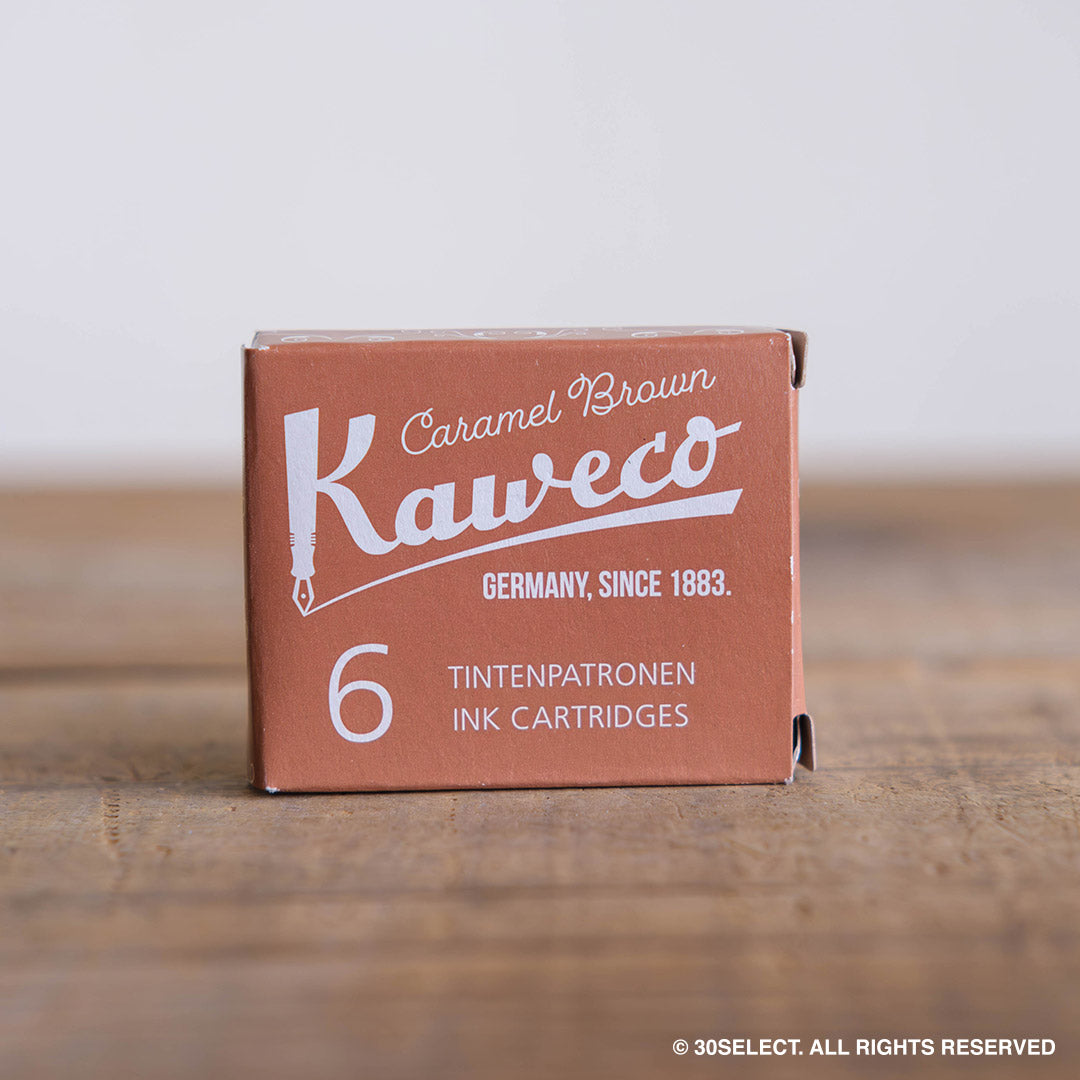 Caramel Brown
Kaweco
GERMANY, SINCE 1883.
6
TINTENPATRONEN
INK CARTRIDGES
© 30SELECT. ALL RIGHTS RESERVED